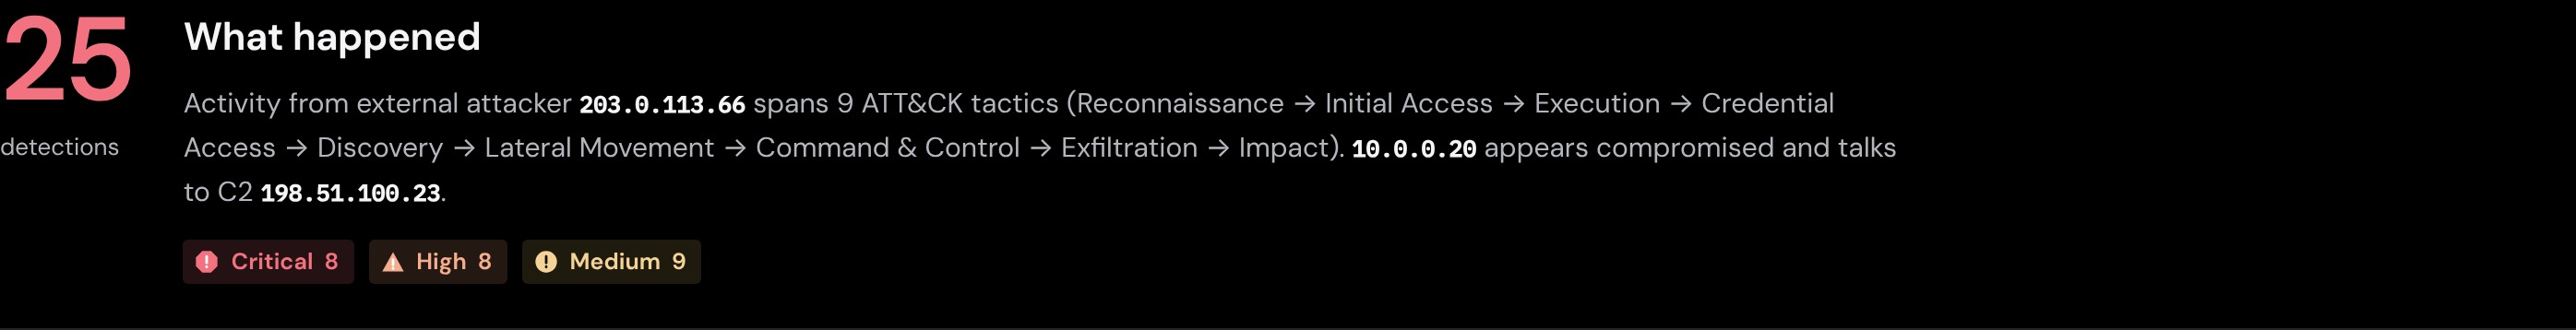 25
detections
What happened
Activity from external attacker 203.0.113.66 spans 9 ATT&CK tactics (Reconnaissance → Initial Access → Execution → Credential
Access → Discovery → Lateral Movement → Command & Control → Exfiltration → Impact). 10.0.0.20 appears compromised and talks
to C2 198.51.100.23.
Critical 8 High 8 Medium 9